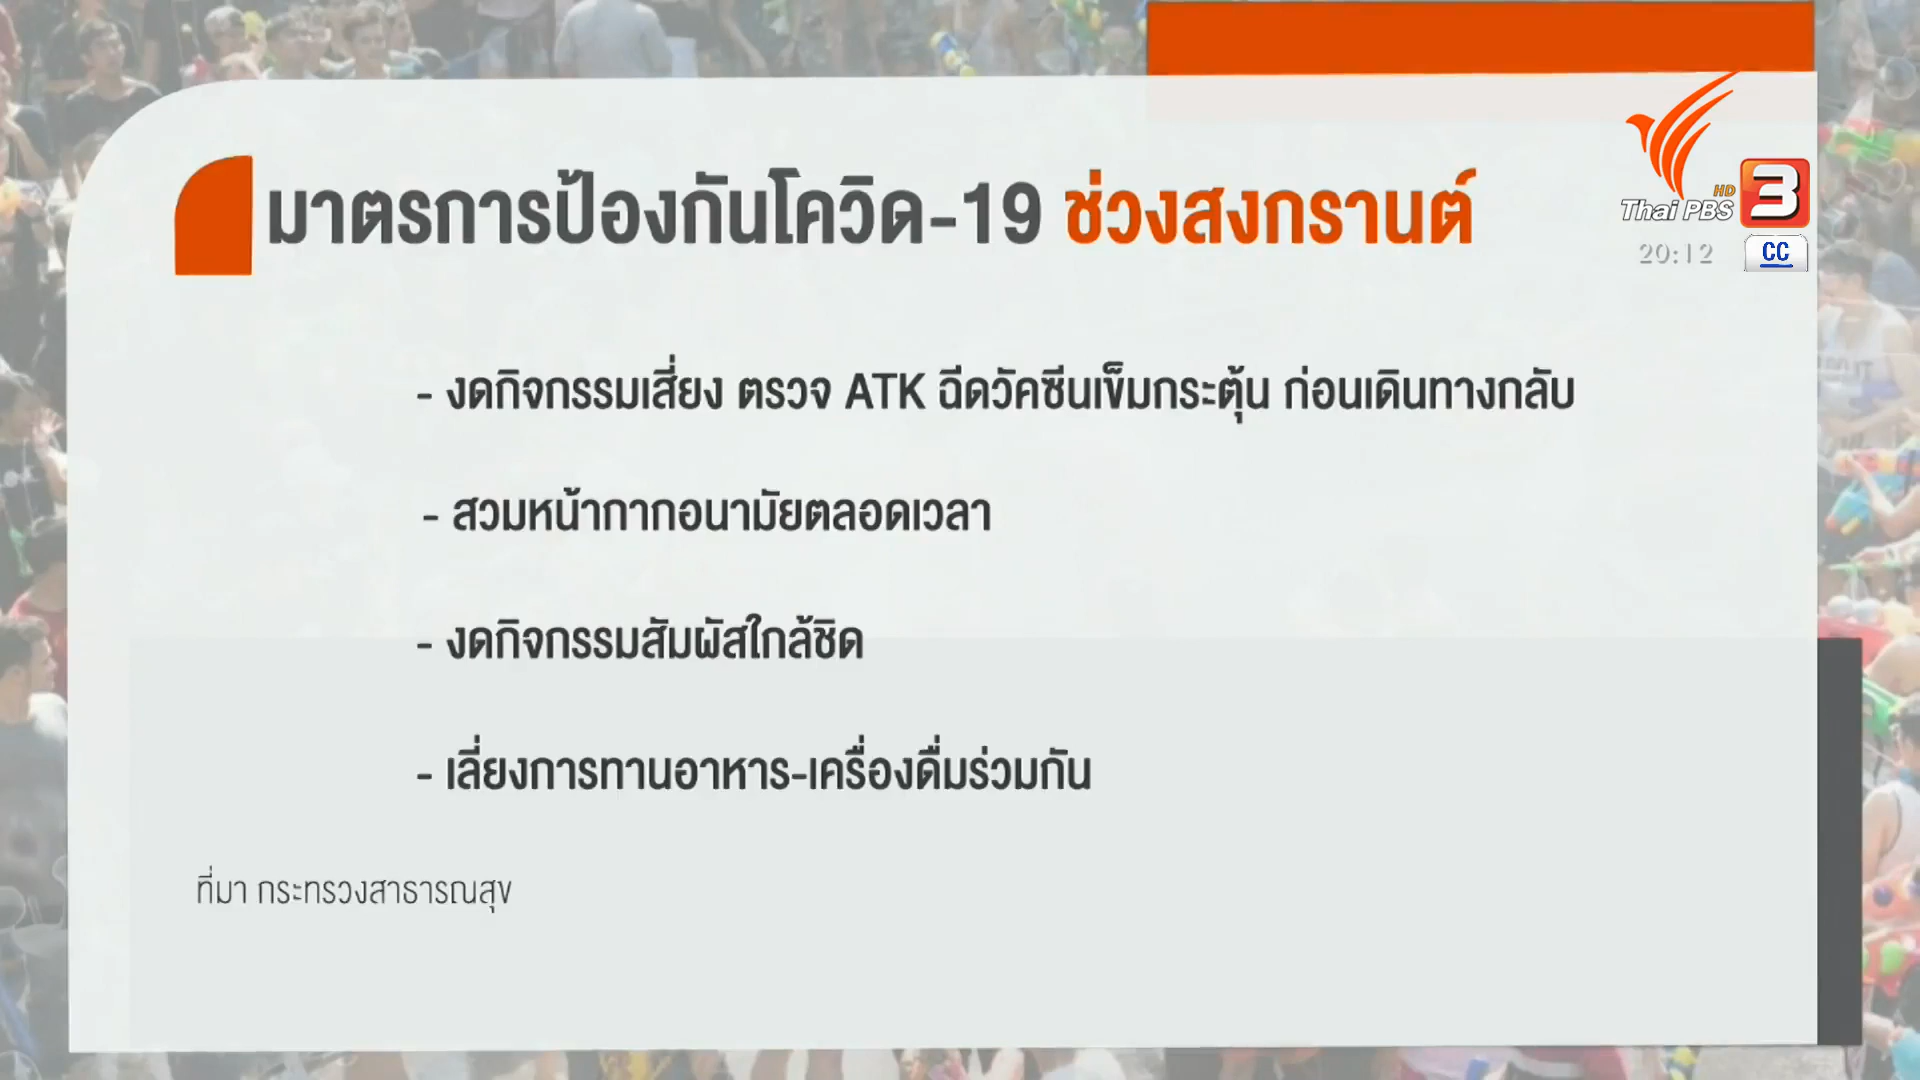 มาตรการป้องกันโควิด-19 ช่วงสงกรานต์
Thai PBS HD 3
20:12 CC
- งดกิจกรรมเสี่ยง ตรวจ ATK ฉีดวัคซีนเข็มกระตุ้น ก่อนเดินทางกลับ
- สวมหน้ากากอนามัยตลอดเวลา
- งดกิจกรรมสัมผัสใกล้ชิด
- เลี่ยงการทานอาหาร-เครื่องดื่มร่วมกัน
ที่มา กระทรวงสาธารณสุข